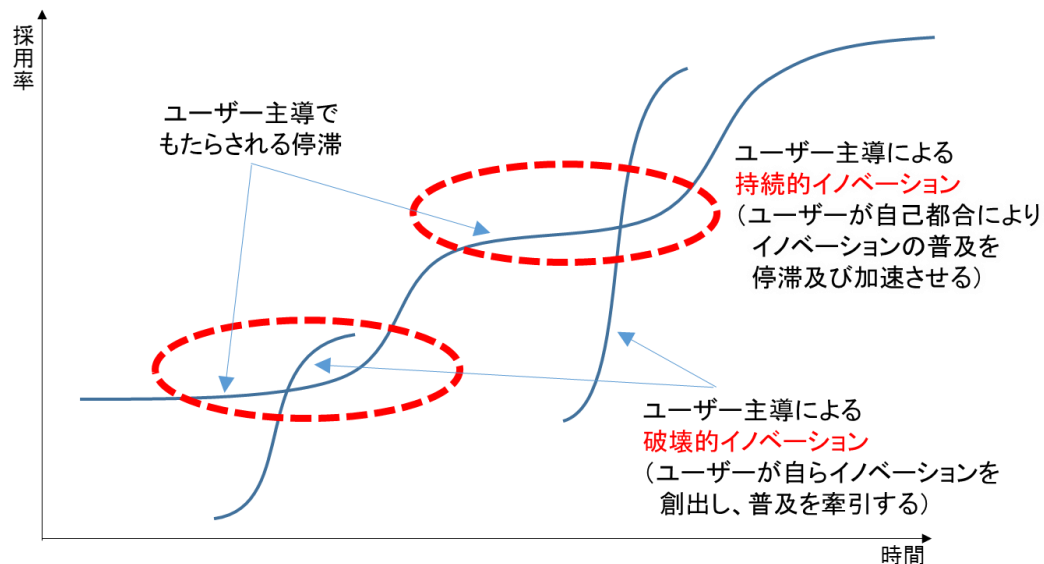 採用率
ユーザー主導で
もたらされる停滞
ユーザー主導による
持続的イノベーション
（ユーザーが自己都合により
イノベーションの普及を
停滞及び加速させる）
ユーザー主導による
破壊的イノベーション
（ユーザーが自らイノベーションを
創出し、普及を牽引する）
時間